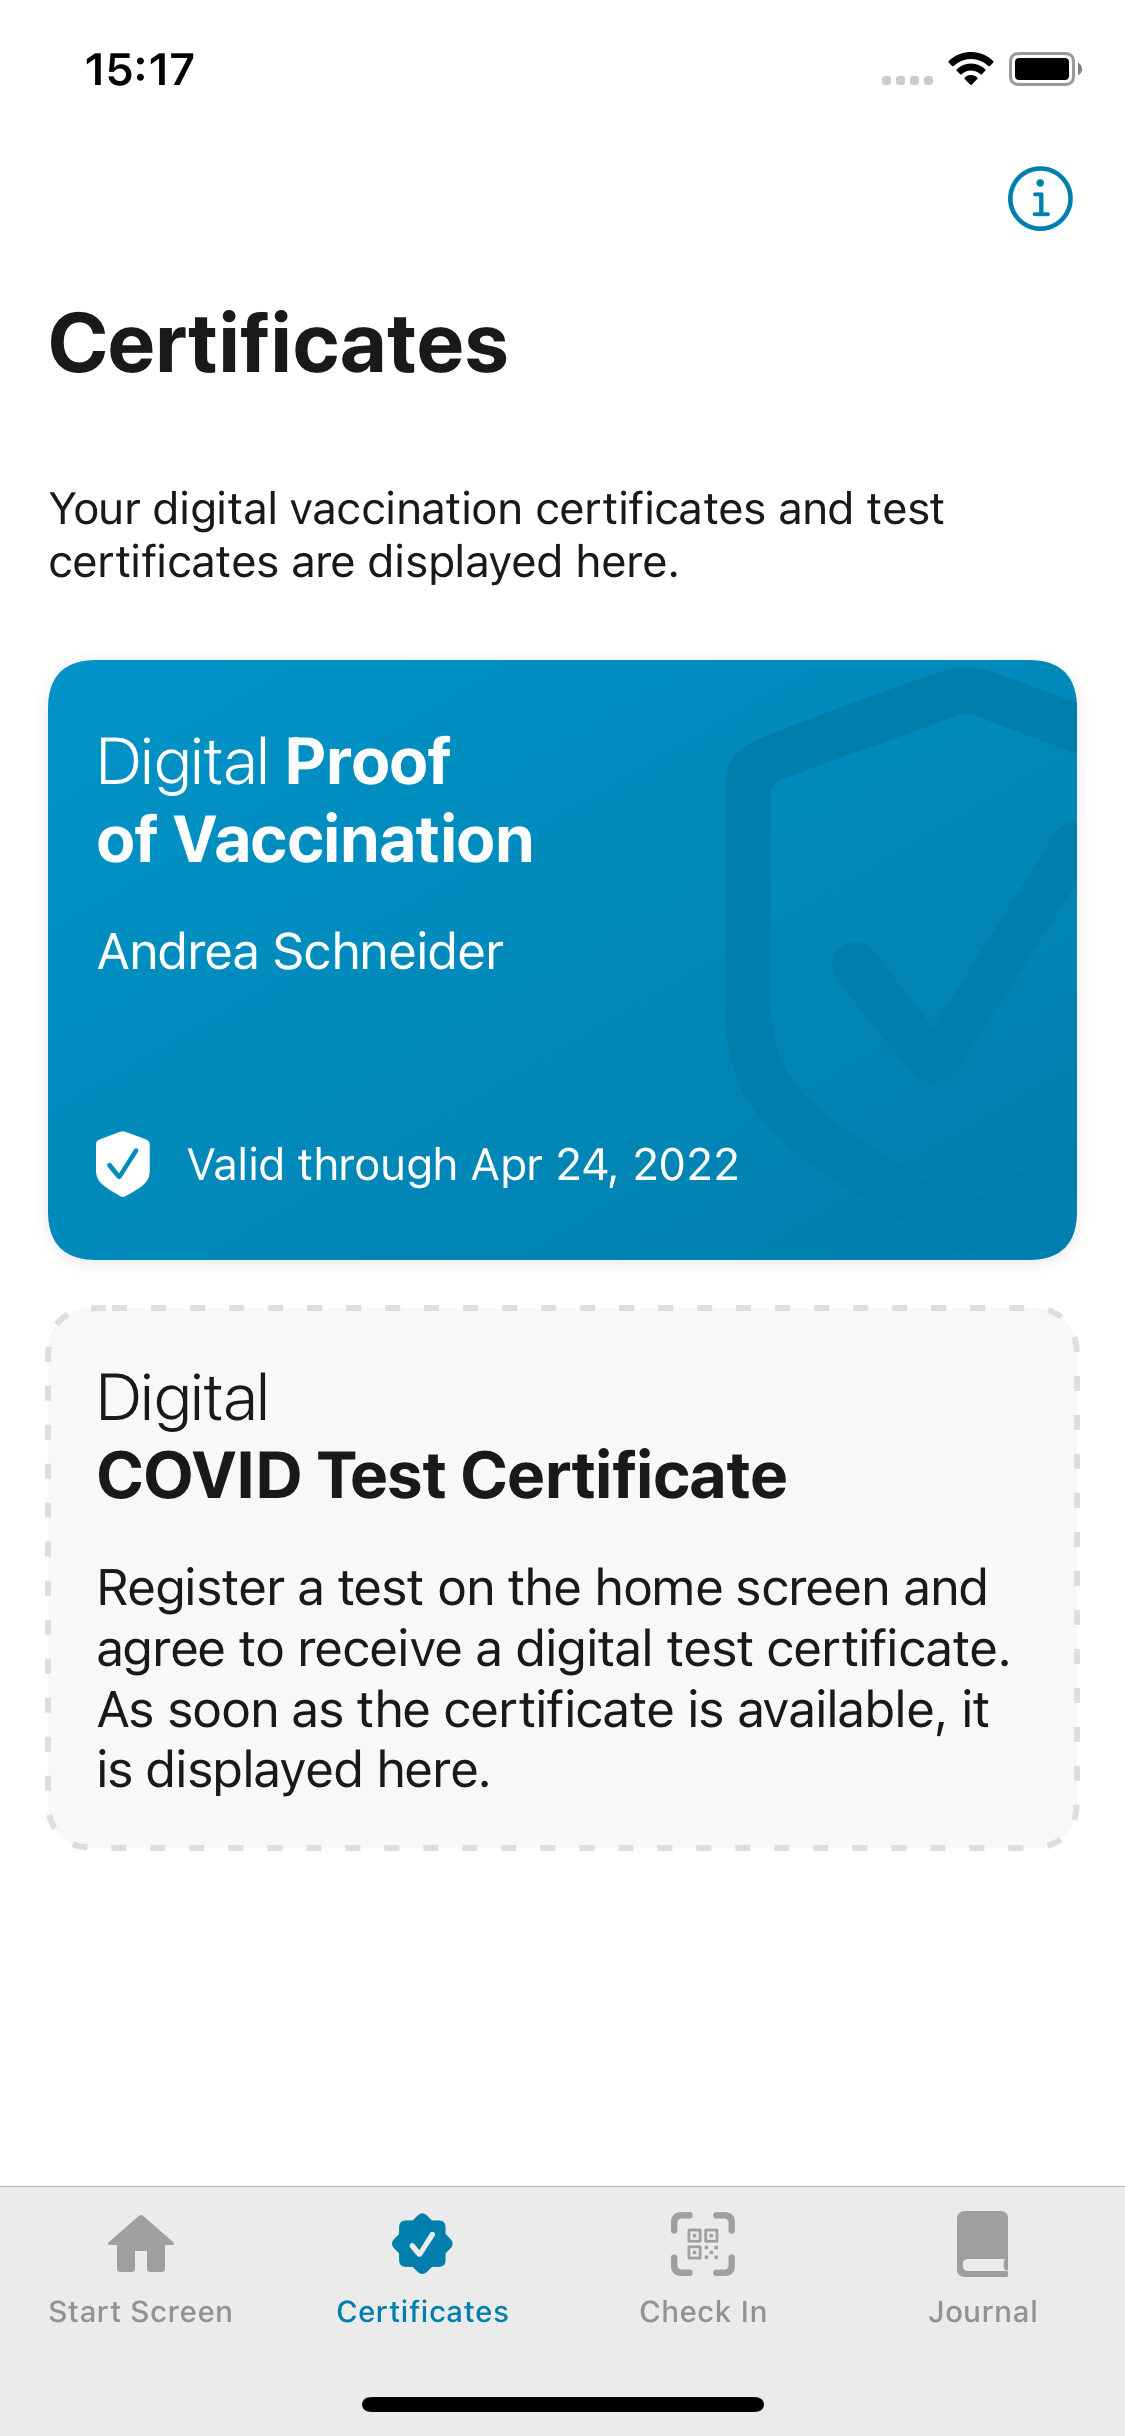 15:17
Certificates
Your digital vaccination certificates and test
certificates are displayed here.
Digital Proof
of Vaccination
Andrea Schneider
Valid through Apr 24, 2022
Digital
COVID Test Certificate
Register a test on the home screen and
agree to receive a digital test certificate.
As soon as the certificate is available, it
is displayed here.
Start Screen
Certificates
Check In
Journal